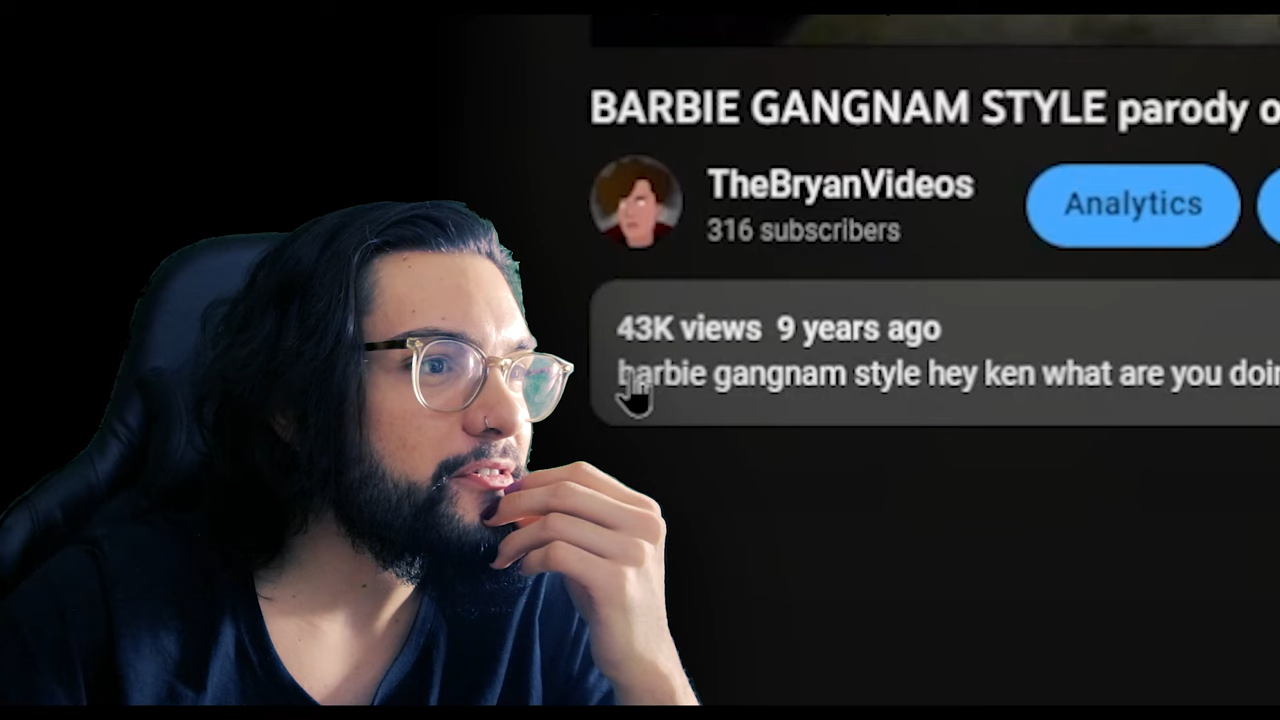 BARBIE GANGNAM STYLE parody
TheBryanVideos
316 subscribers
Analytics
43K views 9 years ago
barbie gangnam style hey ken what are you